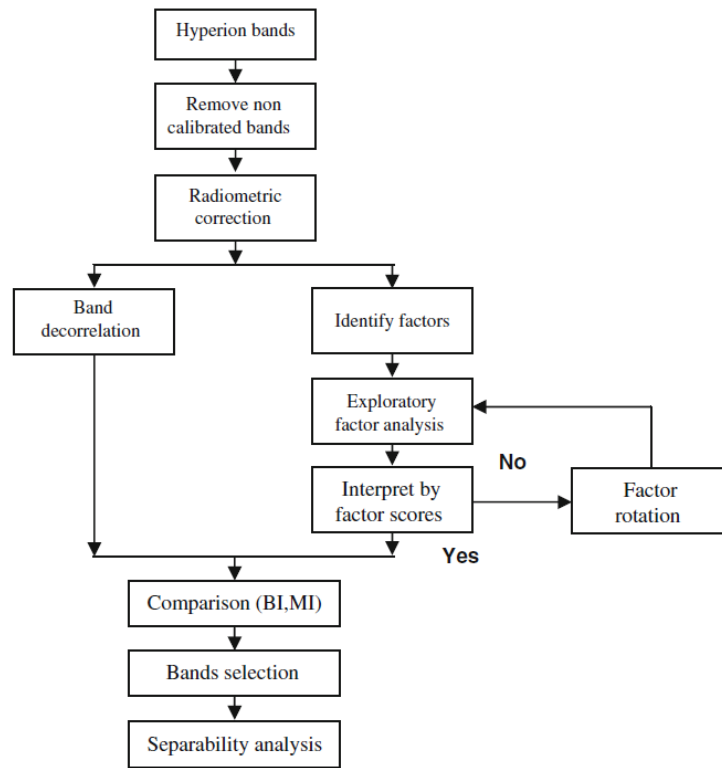 Hyperion bands
Remove non
calibrated bands
Radiometric
correction
Band
decorrelation
Identify factors
Exploratory
factor analysis
No
Interpret by
factor scores
Factor
rotation
Yes
Comparison (BI,MI)
Bands selection
Separability analysis